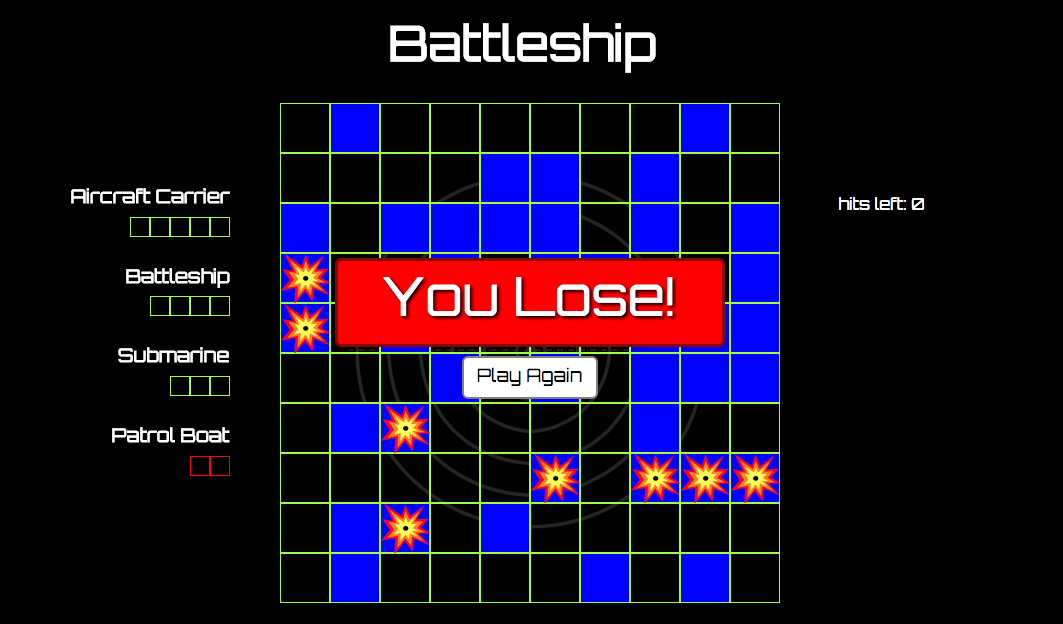 Battleship
Aircraft Carrier
hits left: 0
Battleship
You Lose!
Submarine
Play Again
Patrol Boat